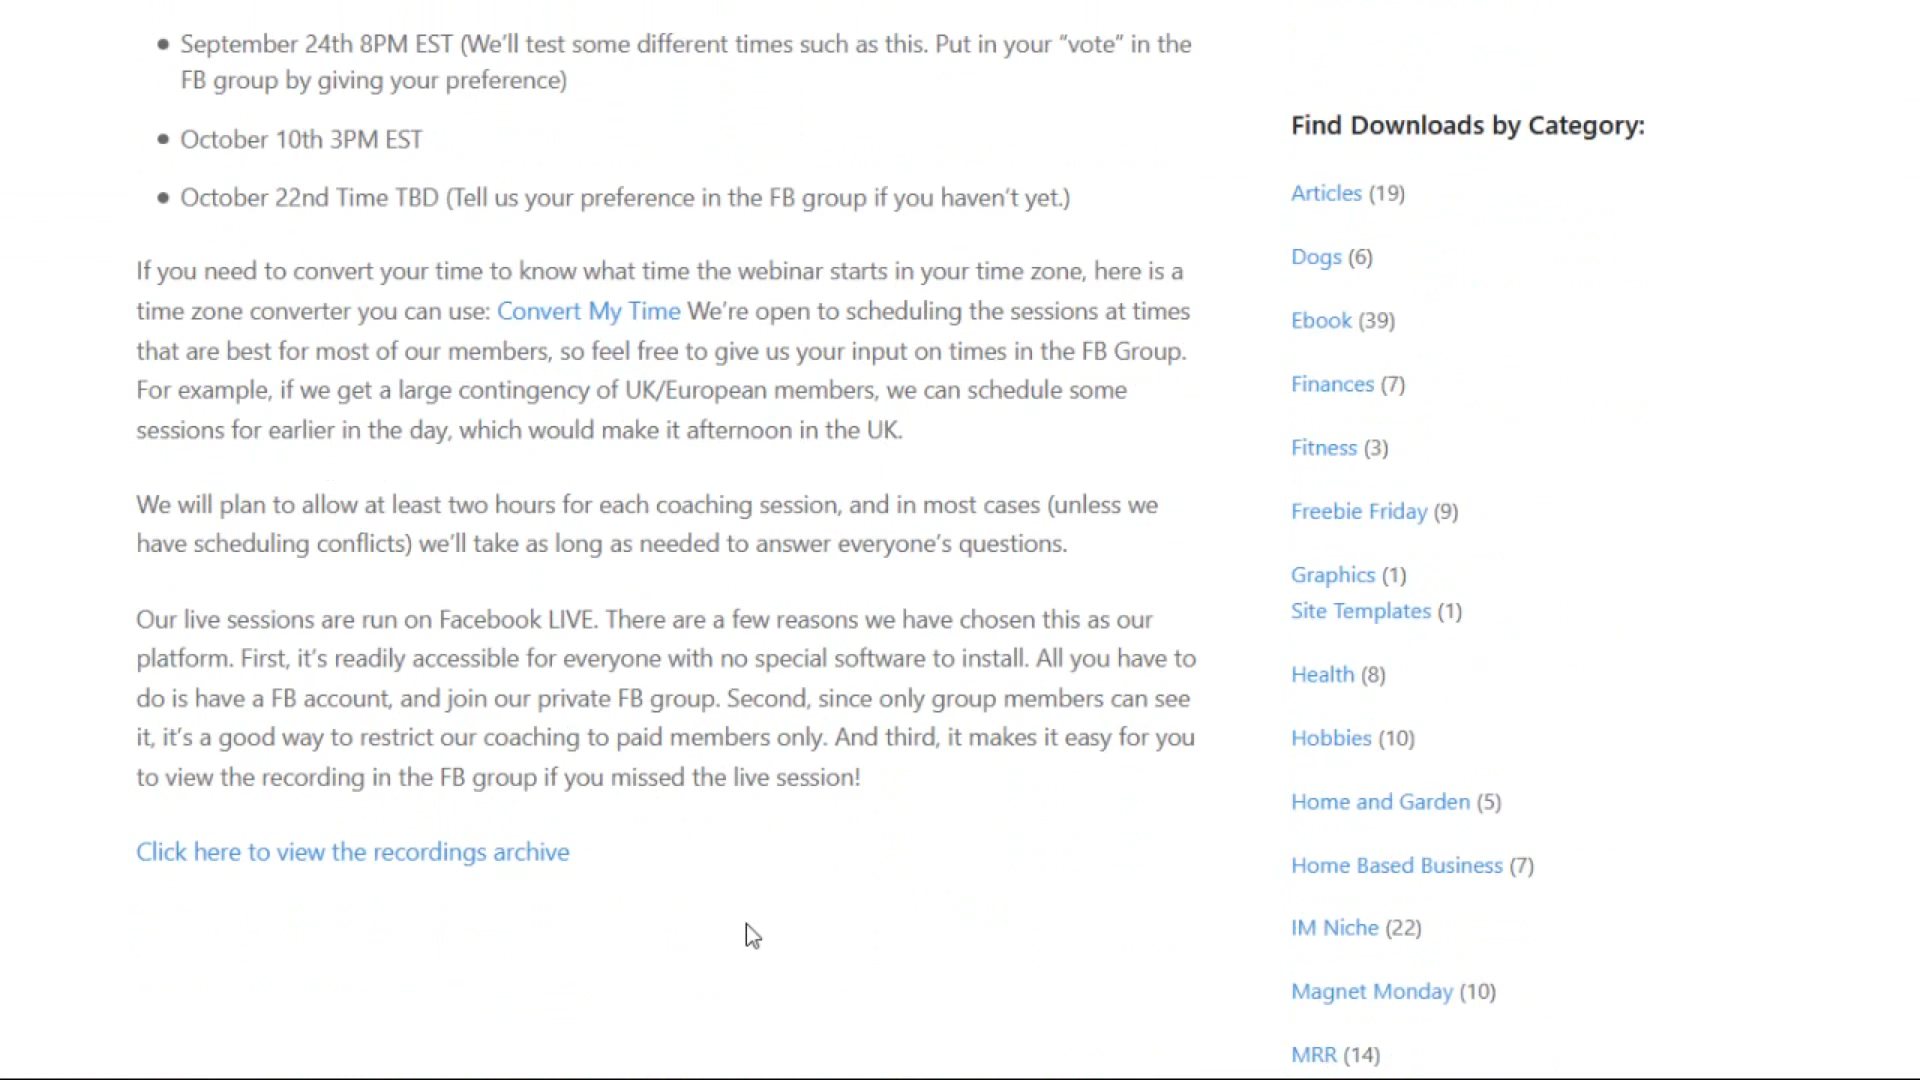 • September 24th 8PM EST (We’ll test some different times such as this. Put in your “vote” in the
FB group by giving your preference)
• October 10th 3PM EST
• October 22nd Time TBD (Tell us your preference in the FB group if you haven’t yet.)
If you need to convert your time to know what time the webinar starts in your time zone, here is a
time zone converter you can use: Convert My Time We’re open to scheduling the sessions at times
that are best for most of our members, so feel free to give us your input on times in the FB Group.
For example, if we get a large contingency of UK/European members, we can schedule some
sessions for earlier in the day, which would make it afternoon in the UK.
We will plan to allow at least two hours for each coaching session, and in most cases (unless we
have scheduling conflicts) we’ll take as long as needed to answer everyone’s questions.
Our live sessions are run on Facebook LIVE. There are a few reasons we have chosen this as our
platform. First, it’s readily accessible for everyone with no special software to install. All you have to
do is have a FB account, and join our private FB group. Second, since only group members can see
it, it’s a good way to restrict our coaching to paid members only. And third, it makes it easy for you
to view the recording in the FB group if you missed the live session!
Click here to view the recordings archive
Find Downloads by Category:
Articles (19)
Dogs (6)
Ebook (39)
Finances (7)
Fitness (3)
Freebie Friday (9)
Graphics (1)
Site Templates (1)
Health (8)
Hobbies (10)
Home and Garden (5)
Home Based Business (7)
IM Niche (22)
Magnet Monday (10)
MRR (14)